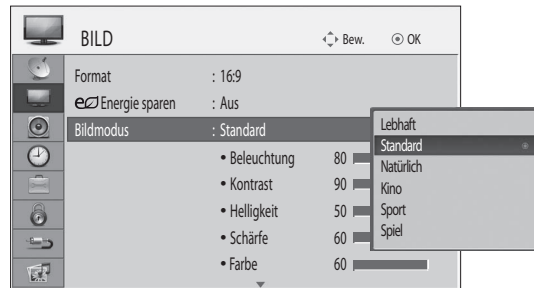 BILD
Bew.
OK
Format : 16:9
Energie sparen : Aus
Bildmodus : Standard
• Beleuchtung 80
• Kontrast 90
• Helligkeit 50
• Schärfe 60
• Farbe 60
Lebhaft
Standard
Natürlich
Kino
Sport
Spiel